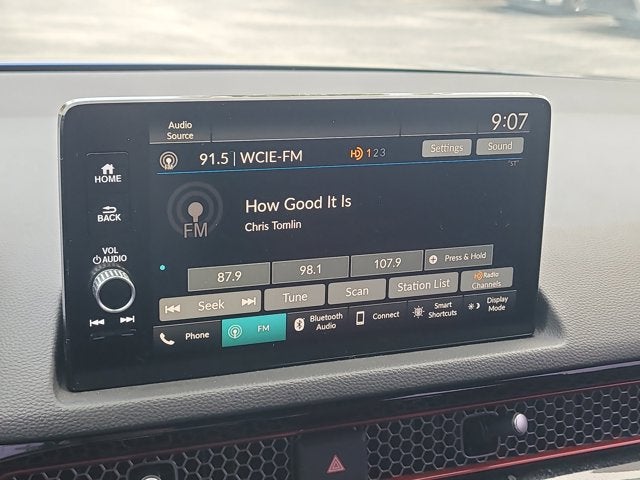 Audio
Source
9:07
91.5 | WCIE-FM
HD 1 2 3
Settings
Sound
"ST"
HOME
BACK
VOL
AUDIO
FM
How Good It Is
Chris Tomlin
87.9
98.1
107.9
Press & Hold
Seek
Tune
Scan
Station List
HD Radio
Channels
Phone
FM
Bluetooth
Audio
Connect
Smart
Shortcuts
Display
Mode